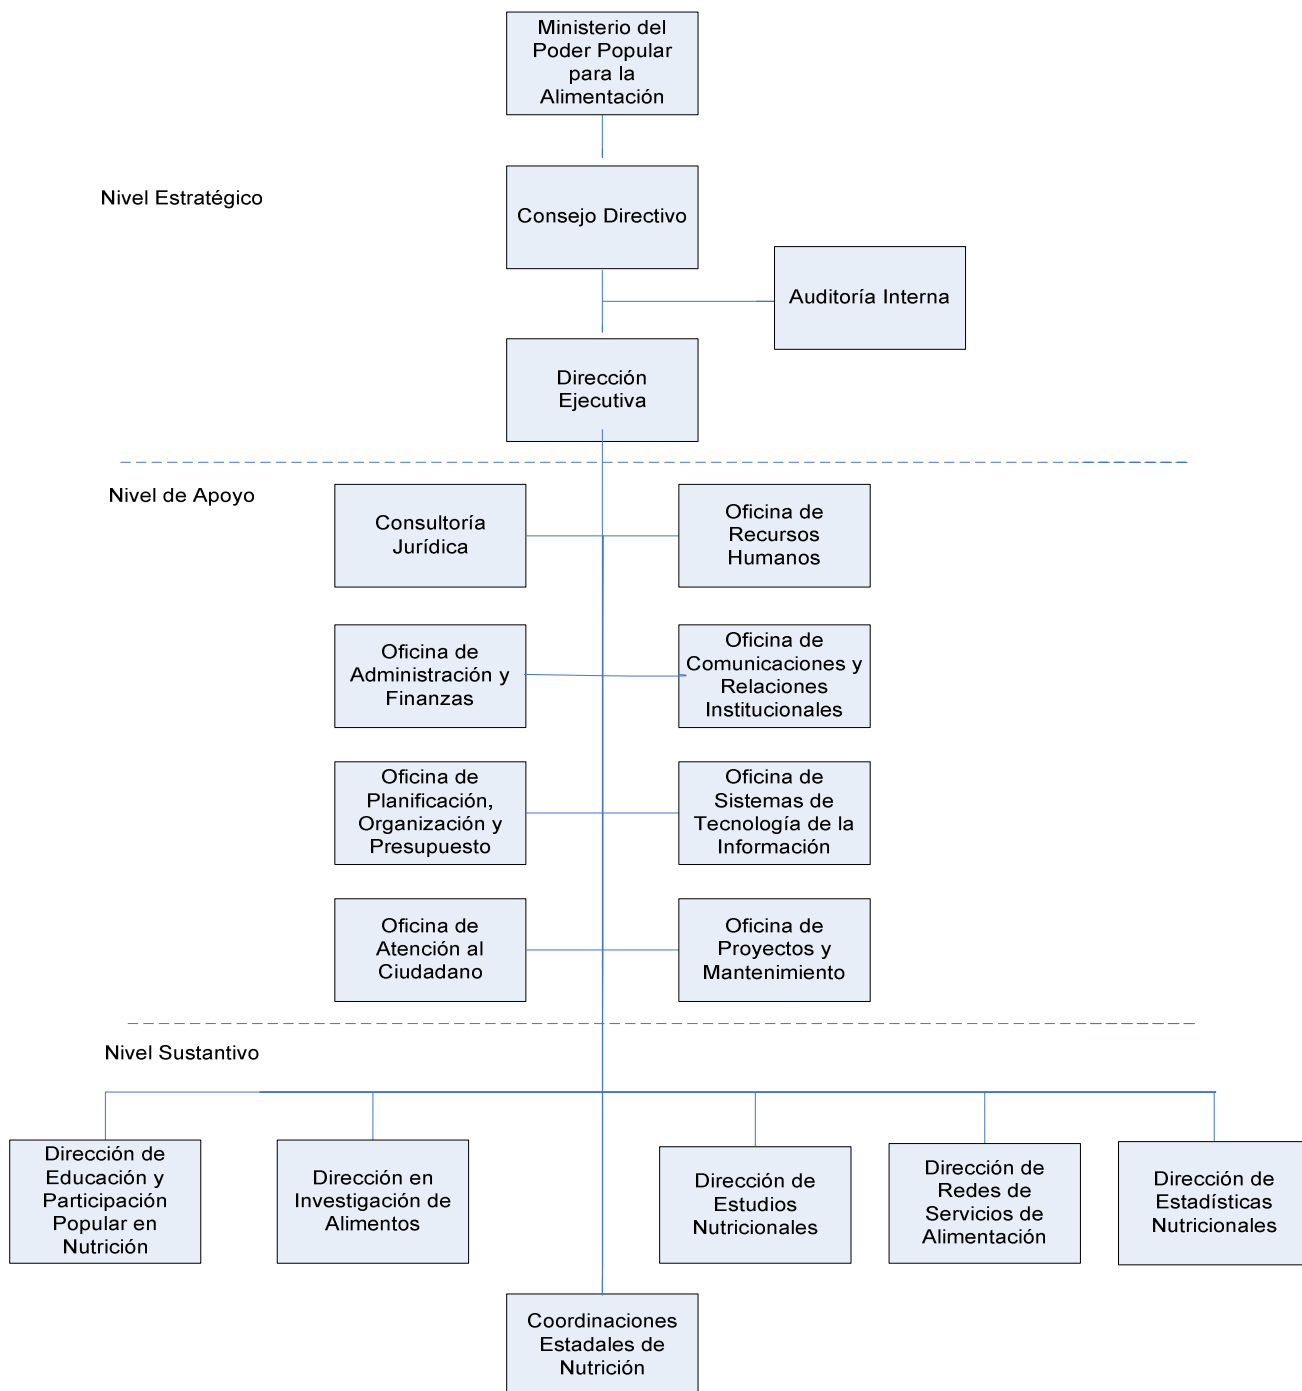 Ministerio del
Poder Popular
para la
Alimentación
Nivel Estratégico
Consejo Directivo
Auditoría Interna
Dirección
Ejecutiva
Nivel de Apoyo
Consultoría
Jurídica
Oficina de
Recursos
Humanos
Oficina de
Administración y
Finanzas
Oficina de
Comunicaciones y
Relaciones
Institucionales
Oficina de
Planificación,
Organización y
Presupuesto
Oficina de
Sistemas de
Tecnología de la
Información
Oficina de
Atención al
Ciudadano
Oficina de
Proyectos y
Mantenimiento
Nivel Sustantivo
Dirección de
Educación y
Participación
Popular en
Nutrición
Dirección en
Investigación de
Alimentos
Dirección de
Estudios
Nutricionales
Dirección de
Redes de
Servicios de
Alimentación
Dirección de
Estadísticas
Nutricionales
Coordinaciones
Estadales de
Nutrición